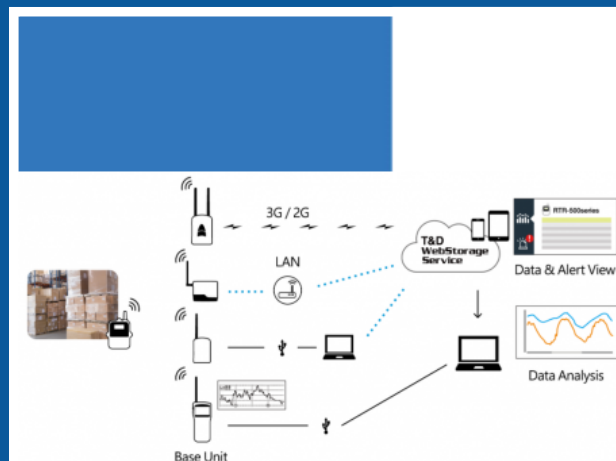 3G / 2G
T&D
WebStorage
Service
RTR-500series
Data & Alert View
LAN
Data Analysis
Base Unit